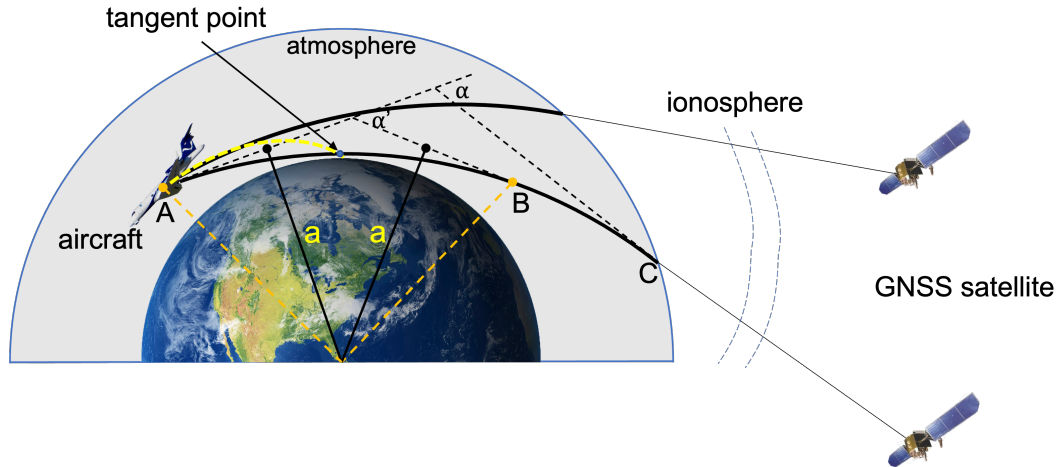 tangent point
atmosphere
α
α'
ionosphere
A
B
aircraft
a
a
C
GNSS satellite